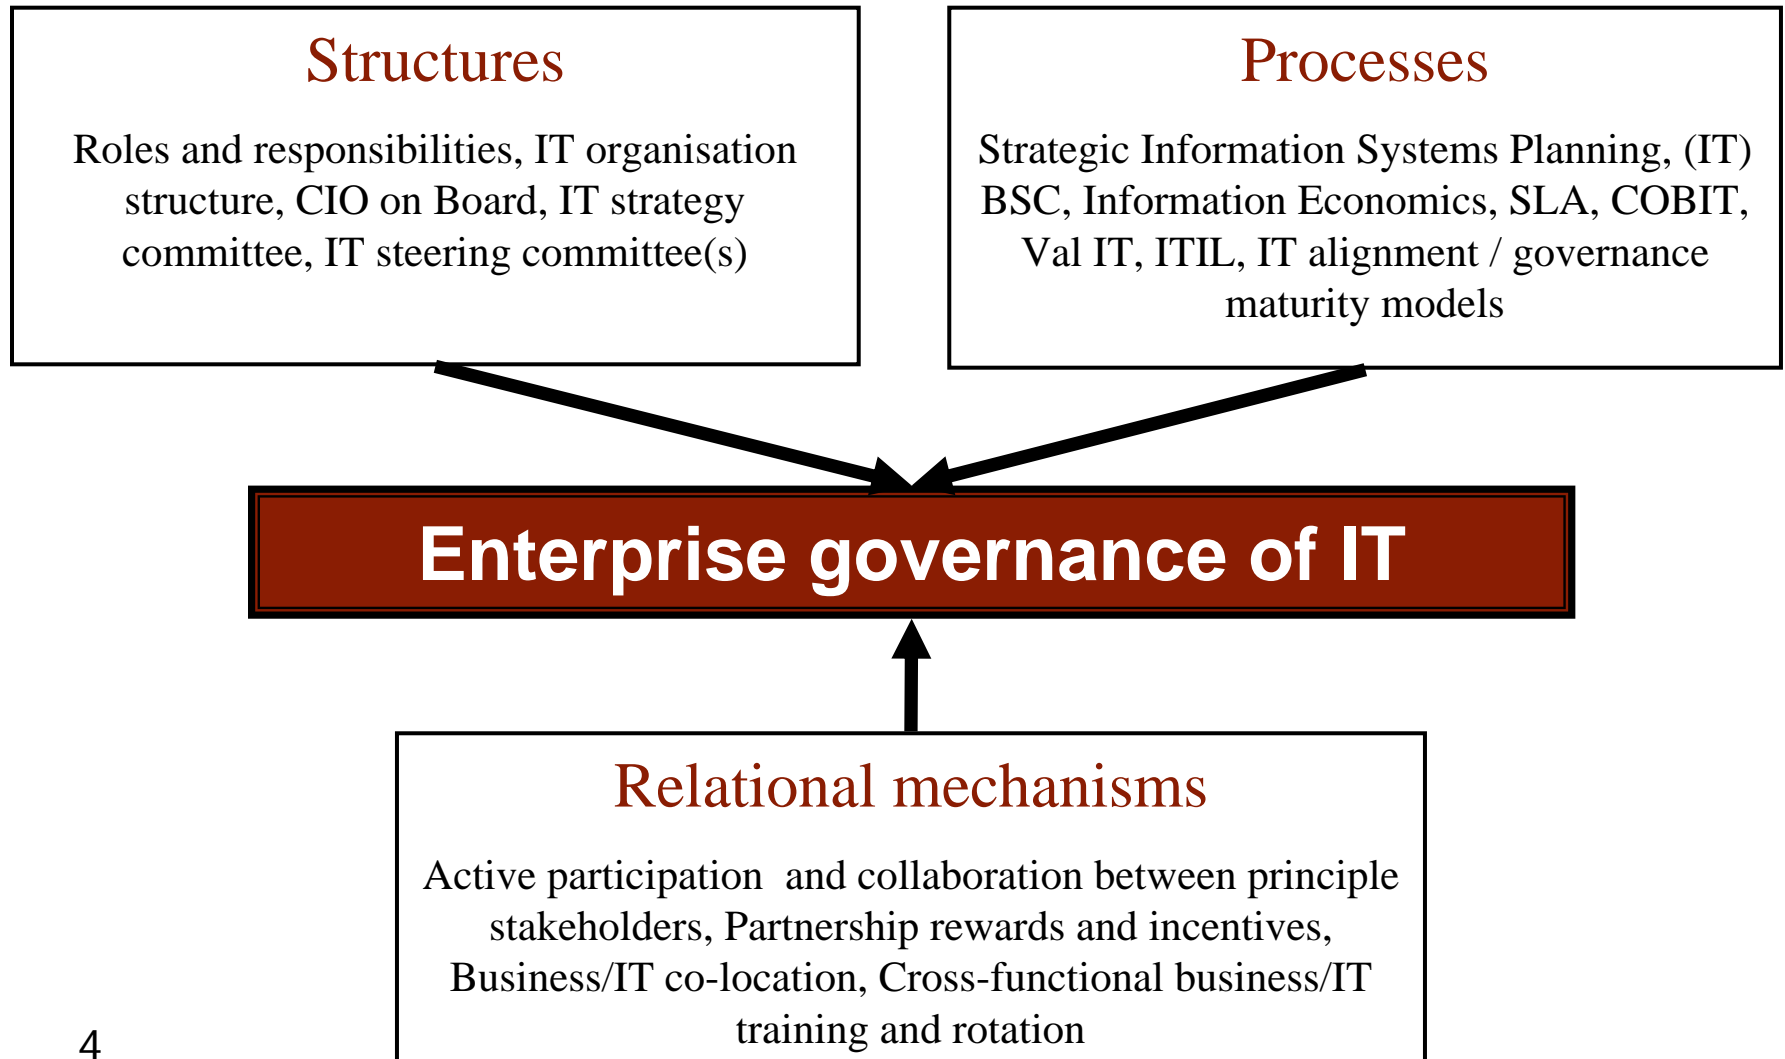 Structures
Roles and responsibilities, IT organisation
structure, CIO on Board, IT strategy
committee, IT steering committee(s)
Processes
Strategic Information Systems Planning, (IT)
BSC, Information Economics, SLA, COBIT,
Val IT, ITIL, IT alignment / governance
maturity models
Enterprise governance of IT
Relational mechanisms
Active participation  and collaboration between principle
stakeholders, Partnership rewards and incentives,
Business/IT co-location, Cross-functional business/IT
training and rotation
4